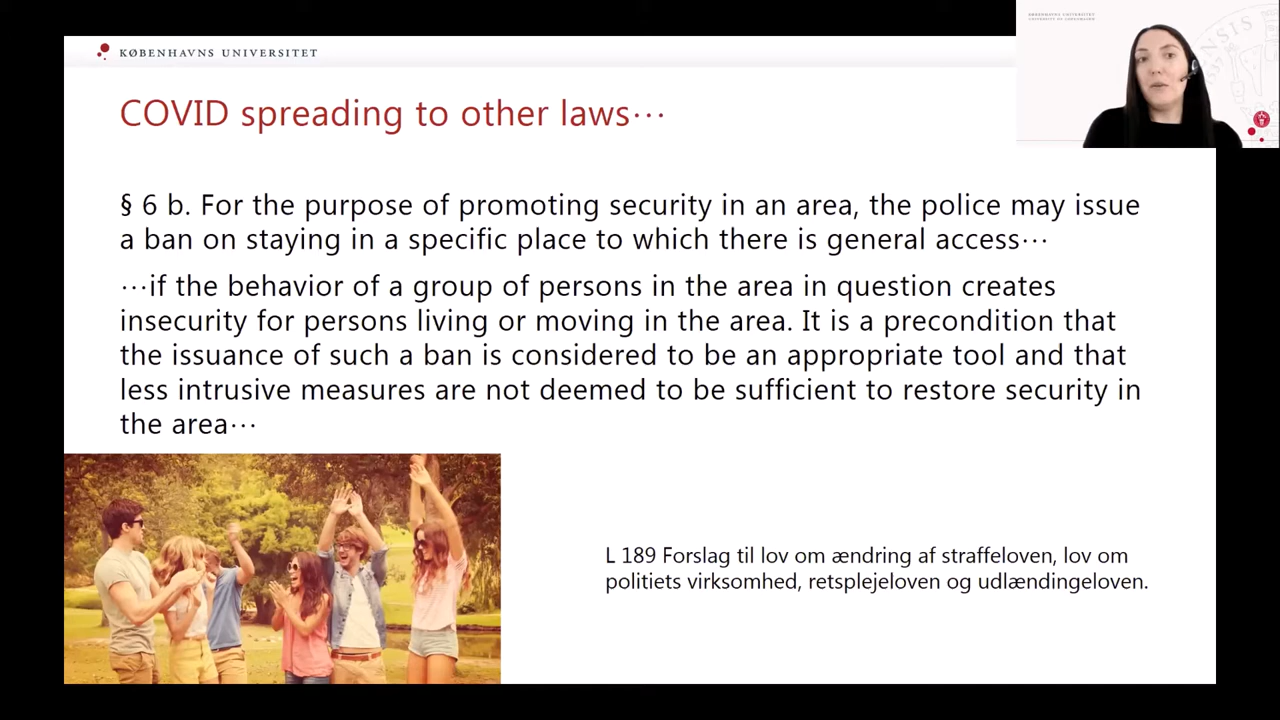 KØBENHAVNS UNIVERSITET
COVID spreading to other laws…
§ 6 b. For the purpose of promoting security in an area, the police may issue
a ban on staying in a specific place to which there is general access…
…if the behavior of a group of persons in the area in question creates
insecurity for persons living or moving in the area. It is a precondition that
the issuance of such a ban is considered to be an appropriate tool and that
less intrusive measures are not deemed to be sufficient to restore security in
the area…
L 189 Forslag til lov om ændring af straffeloven, lov om
politiets virksomhed, retsplejeloven og udlændingeloven.
KØBENHAVNS UNIVERSITET
UNIVERSITY OF COPENHAGEN